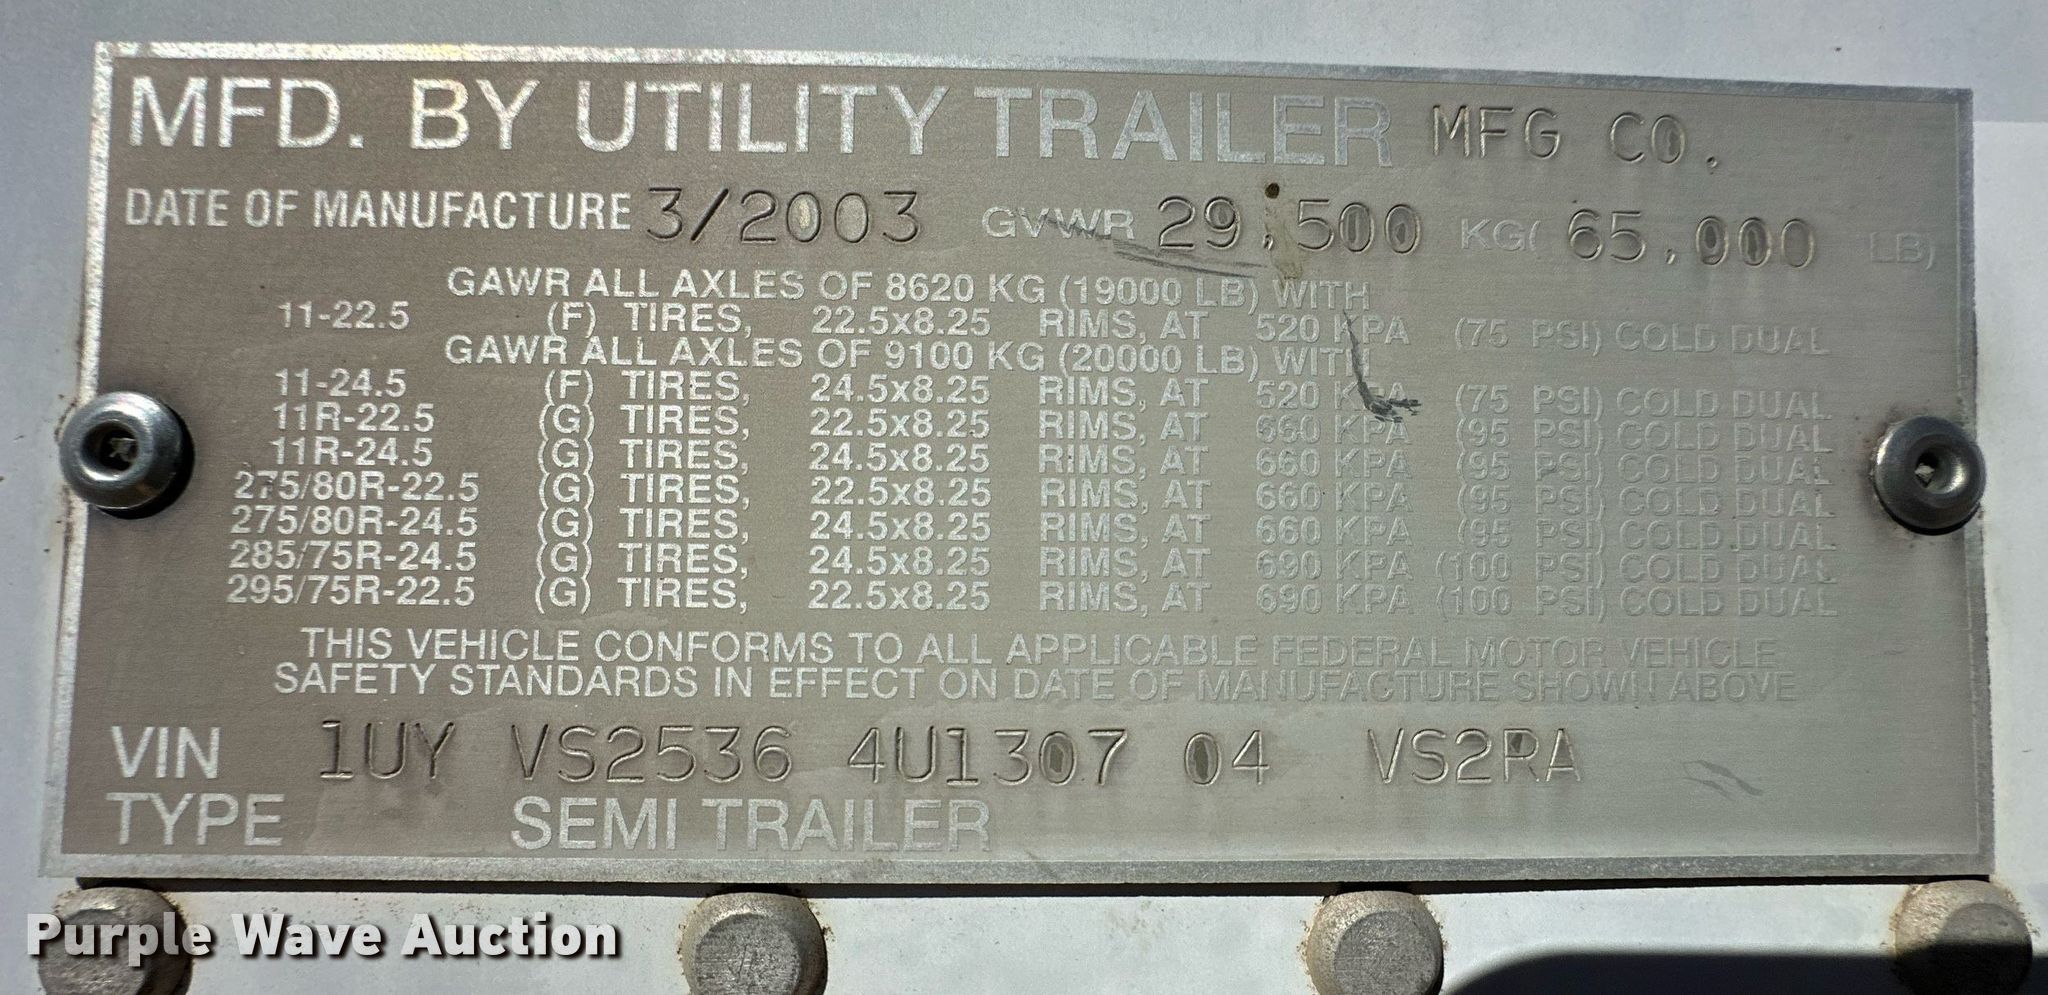 MFD. BY UTILITY TRAILER MFG CO.
DATE OF MANUFACTURE 3/2003 GVWR 29,500 KG( 65,000 LB)
GAWR ALL AXLES OF 8620 KG (19000 LB) WITH
11-22.5 (F) TIRES, 22.5x8.25 RIMS, AT 520 KPA (75 PSI) COLD DUAL
GAWR ALL AXLES OF 9100 KG (20000 LB) WITH
11-24.5 (F) TIRES, 24.5x8.25 RIMS, AT 520 KPA (75 PSI) COLD DUAL
11R-22.5 (G) TIRES, 22.5x8.25 RIMS, AT 660 KPA (95 PSI) COLD DUAL
11R-24.5 (G) TIRES, 24.5x8.25 RIMS, AT 660 KPA (95 PSI) COLD DUAL
275/80R-22.5 (G) TIRES, 22.5x8.25 RIMS, AT 660 KPA (95 PSI) COLD DUAL
275/80R-24.5 (G) TIRES, 24.5x8.25 RIMS, AT 660 KPA (95 PSI) COLD DUAL
285/75R-24.5 (G) TIRES, 24.5x8.25 RIMS, AT 690 KPA (100 PSI) COLD DUAL
295/75R-22.5 (G) TIRES, 22.5x8.25 RIMS, AT 690 KPA (100 PSI) COLD DUAL
THIS VEHICLE CONFORMS TO ALL APPLICABLE FEDERAL MOTOR VEHICLE
SAFETY STANDARDS IN EFFECT ON DATE OF MANUFACTURE SHOWN ABOVE
VIN 1UY VS2536 4U1307 04 VS2RA
TYPE SEMI TRAILER
Purple Wave Auction